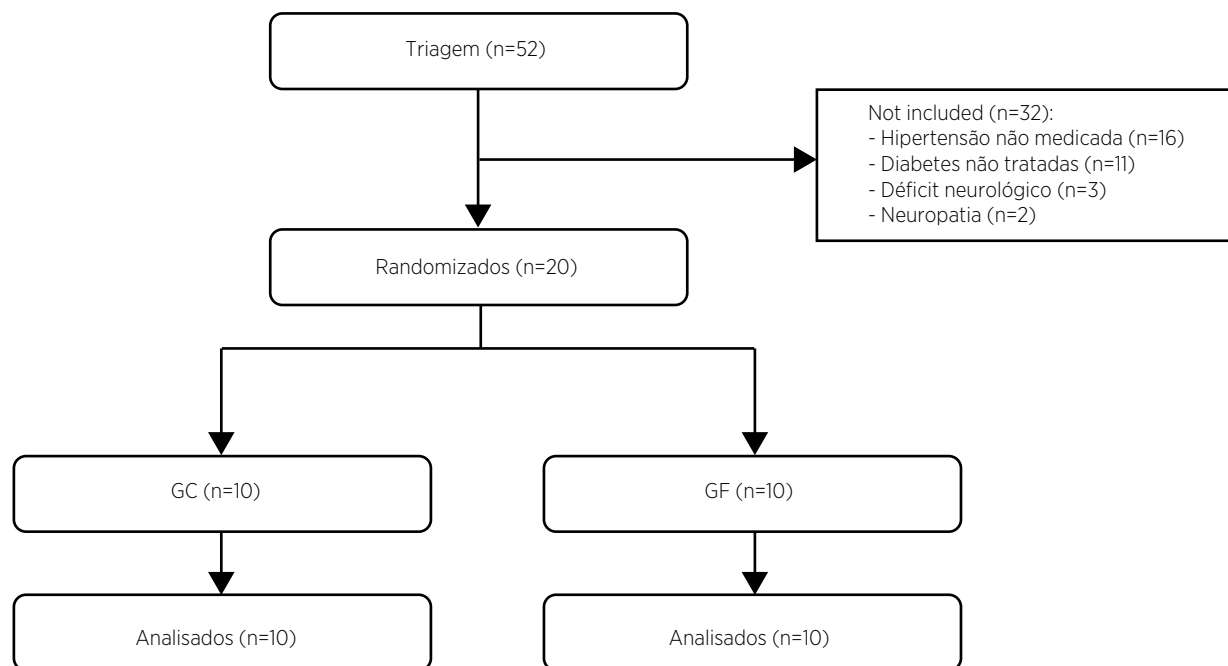 Triagem (n=52)
Not included (n=32):
- Hipertensão não medicada (n=16)
- Diabetes não tratadas (n=11)
- Déficit neurológico (n=3)
- Neuropatia (n=2)
Randomizados (n=20)
GC (n=10)
GF (n=10)
Analisados (n=10)
Analisados (n=10)